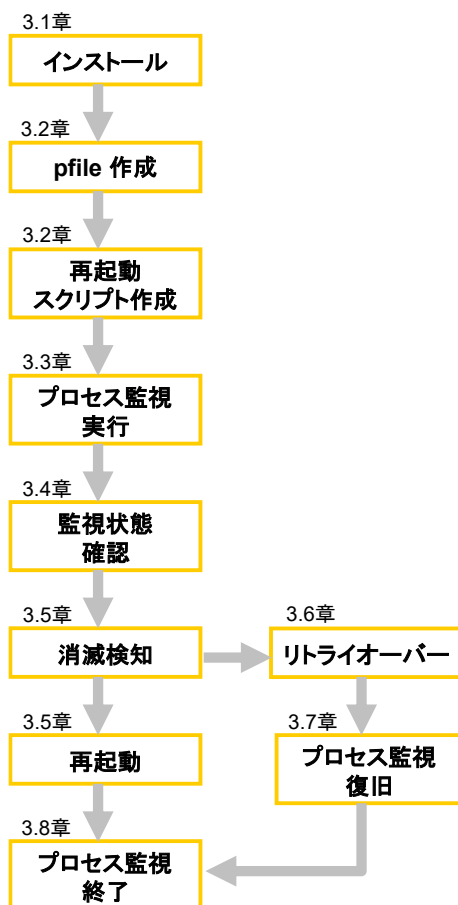 3.1章
インストール
3.2章
pfile 作成
3.2章
再起動
スクリプト作成
3.3章
プロセス監視
実行
3.4章
監視状態
確認
3.5章
消滅検知
3.6章
リトライオーバー
3.5章
再起動
3.7章
プロセス監視
復旧
3.8章
プロセス監視
終了